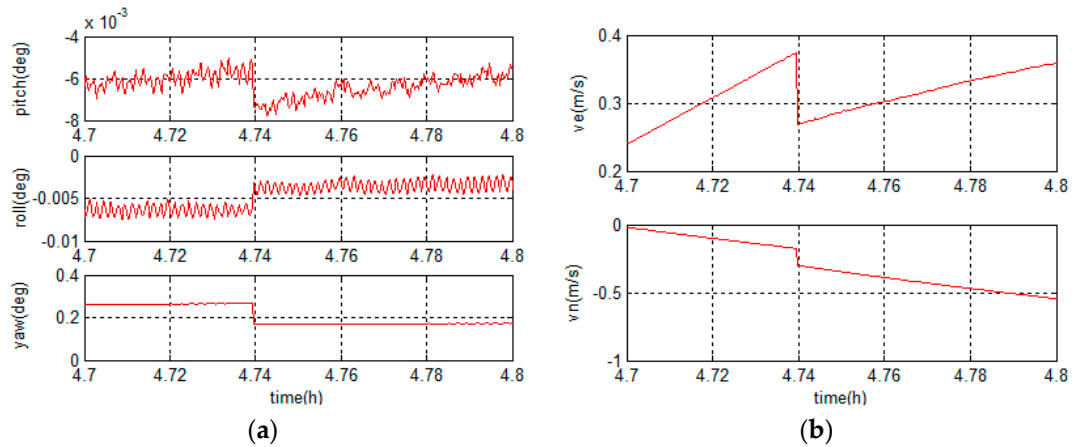 x 10⁻³
-4
-6
-8
pitch(deg)
4.7 4.72 4.74 4.76 4.78 4.8
0
-0.005
-0.01
roll(deg)
4.7 4.72 4.74 4.76 4.78 4.8
0.4
0.2
0
yaw(deg)
4.7 4.72 4.74 4.76 4.78 4.8
time(h)
(a)
0.4
0.3
0.2
ve(m/s)
4.7 4.72 4.74 4.76 4.78 4.8
0
-0.5
-1
vn(m/s)
4.7 4.72 4.74 4.76 4.78 4.8
time(h)
(b)